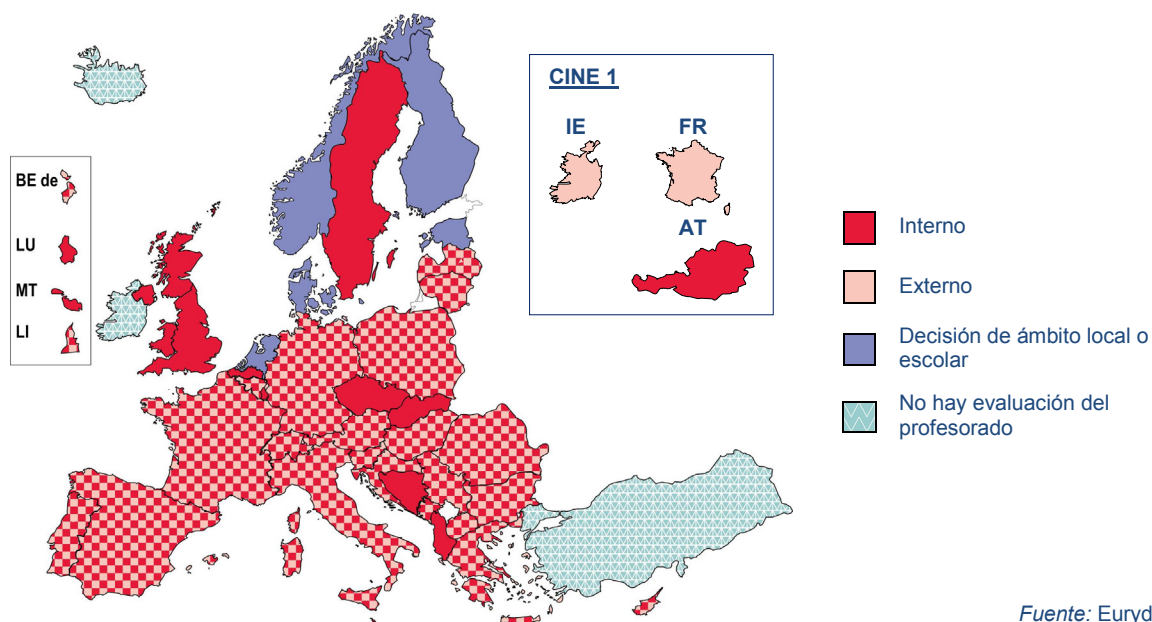 CINE 1
IE
FR
AT
BE de
LU
MT
LI
Interno
Externo
Decisión de ámbito local o
escolar
No hay evaluación del
profesorado
Fuente: Euryd